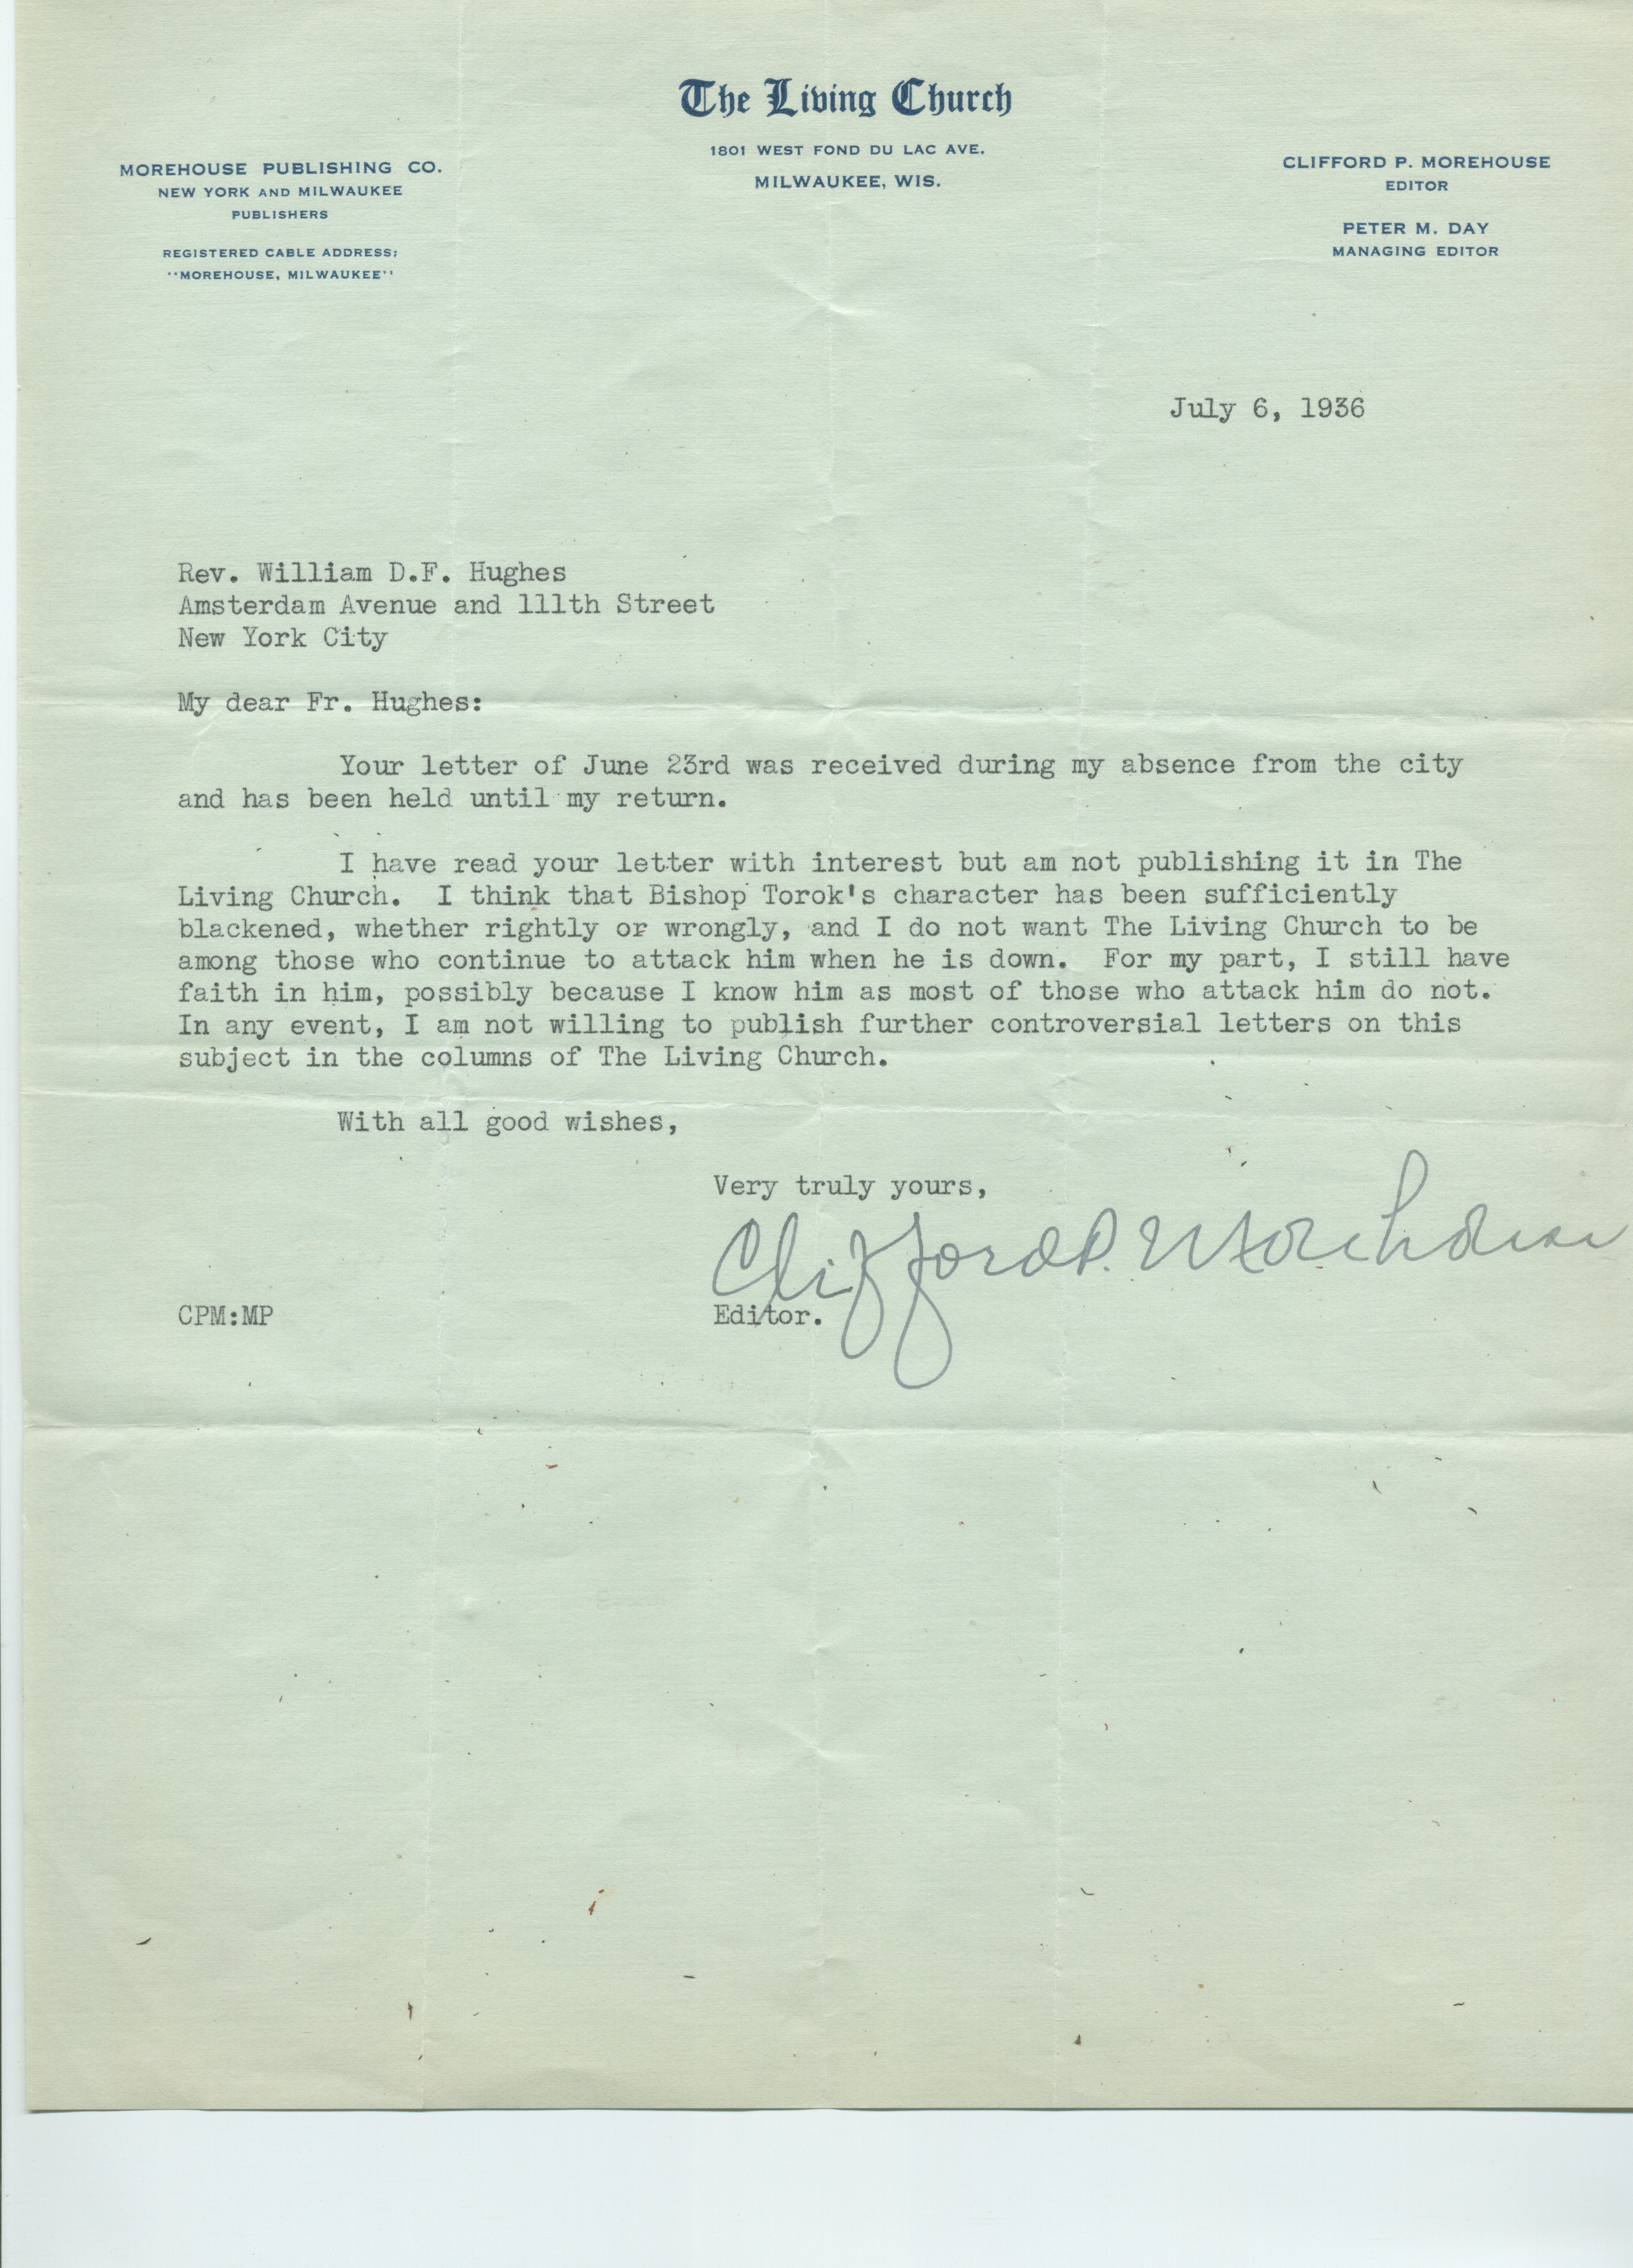 The Living Church
1801 WEST FOND DU LAC AVE.
MILWAUKEE, WIS.
MOREHOUSE PUBLISHING CO.
NEW YORK AND MILWAUKEE
PUBLISHERS
REGISTERED CABLE ADDRESS:
"MOREHOUSE, MILWAUKEE"
CLIFFORD P. MOREHOUSE
EDITOR
PETER M. DAY
MANAGING EDITOR
July 6, 1936
Rev. William D.F. Hughes
Amsterdam Avenue and 111th Street
New York City
My dear Fr. Hughes:
Your letter of June 23rd was received during my absence from the city
and has been held until my return.
I have read your letter with interest but am not publishing it in The
Living Church. I think that Bishop Torok's character has been sufficiently
blackened, whether rightly or wrongly, and I do not want The Living Church to be
among those who continue to attack him when he is down. For my part, I still have
faith in him, possibly because I know him as most of those who attack him do not.
In any event, I am not willing to publish further controversial letters on this
subject in the columns of The Living Church.
With all good wishes,
Very truly yours,
Clifford P. Morehouse
CPM:MP Editor.